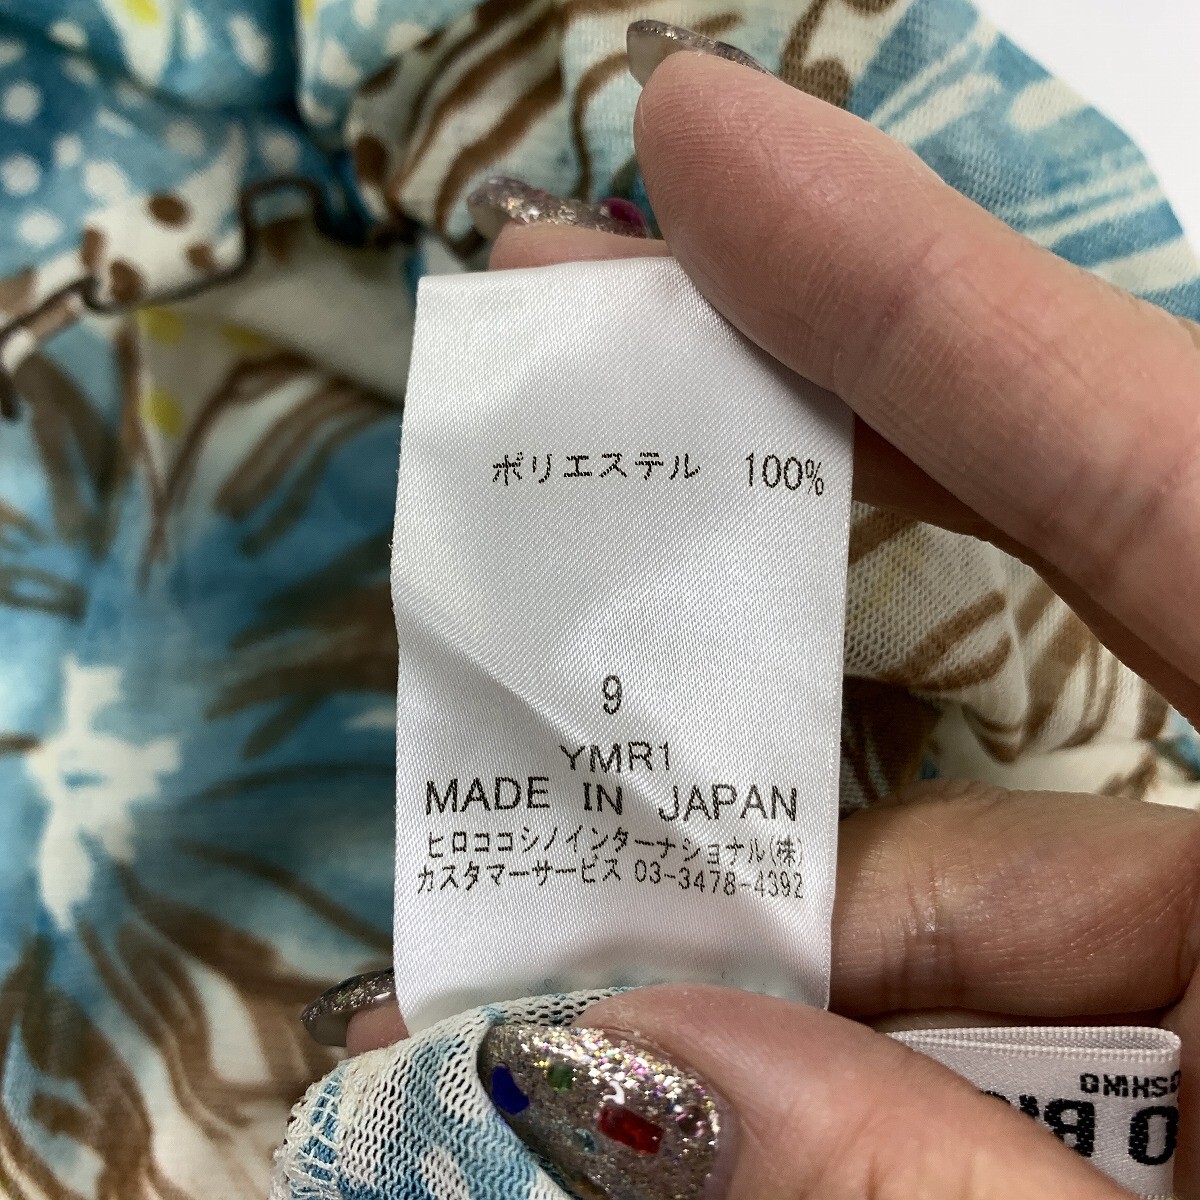 ポリエステル 100%
9
YMR1
MADE IN JAPAN
ヒロココシノインターナショナル(株)
カスタマーサービス 03-3478-4392
OSHINO